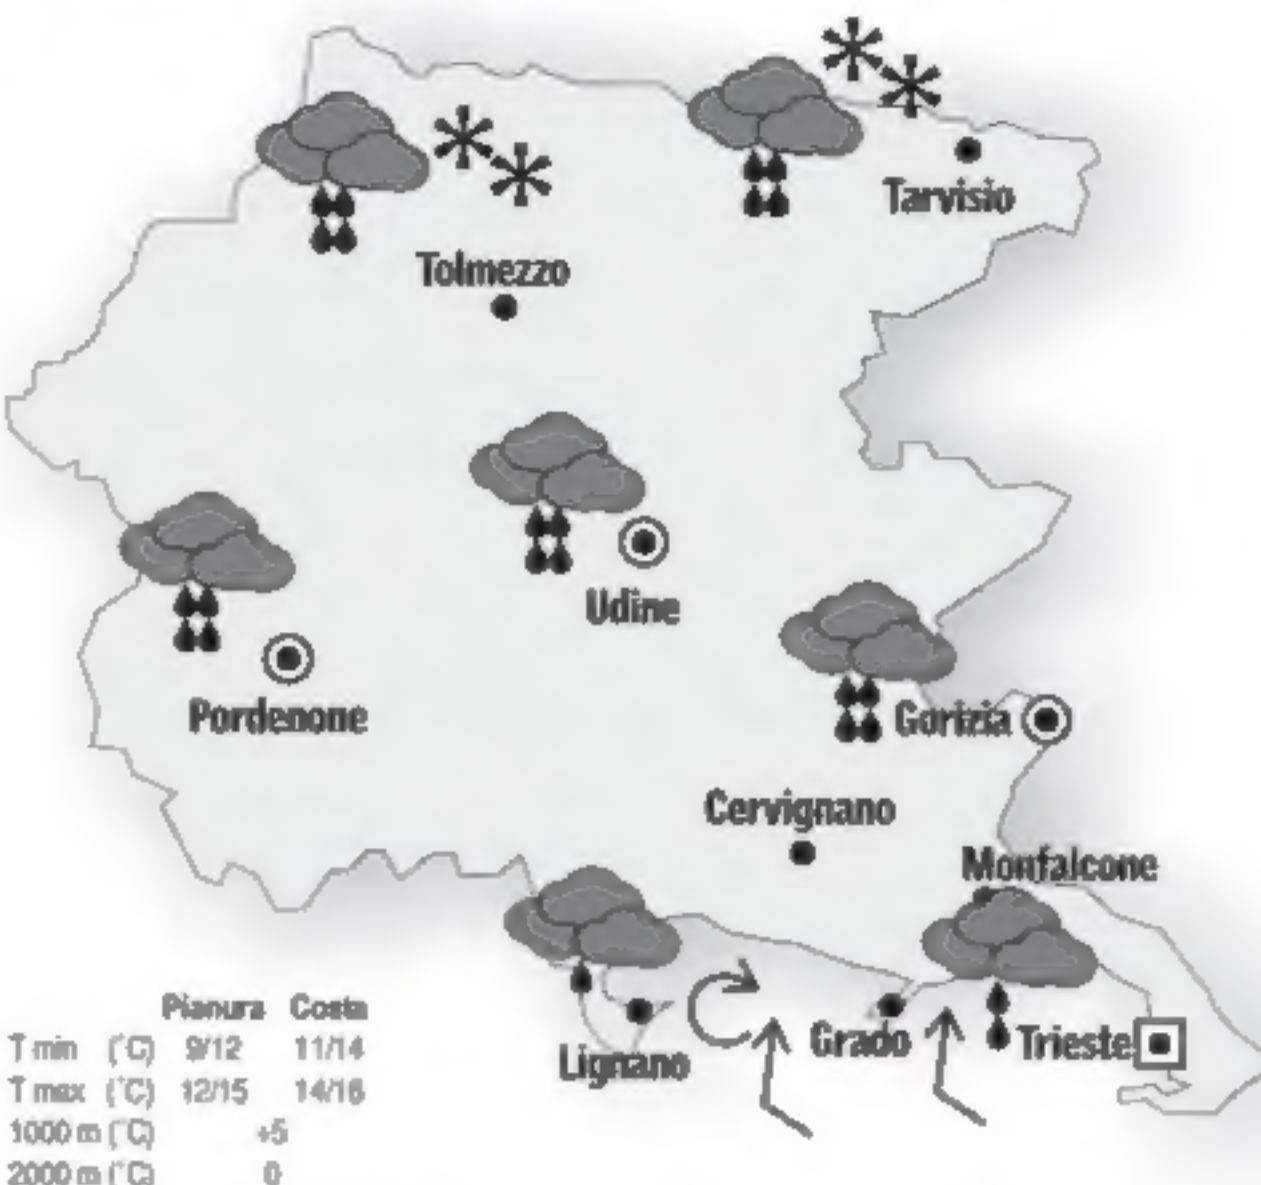 Tarvisio
Tolmezzo
Udine
Pordenone
Gorizia
Cervignano
Monfalcone
Lignano
Grado
Trieste
Pianura Costa
T min (°C) 9/12 11/14
T max (°C) 12/15 14/16
1000 m (°C) +5
2000 m (°C) 0